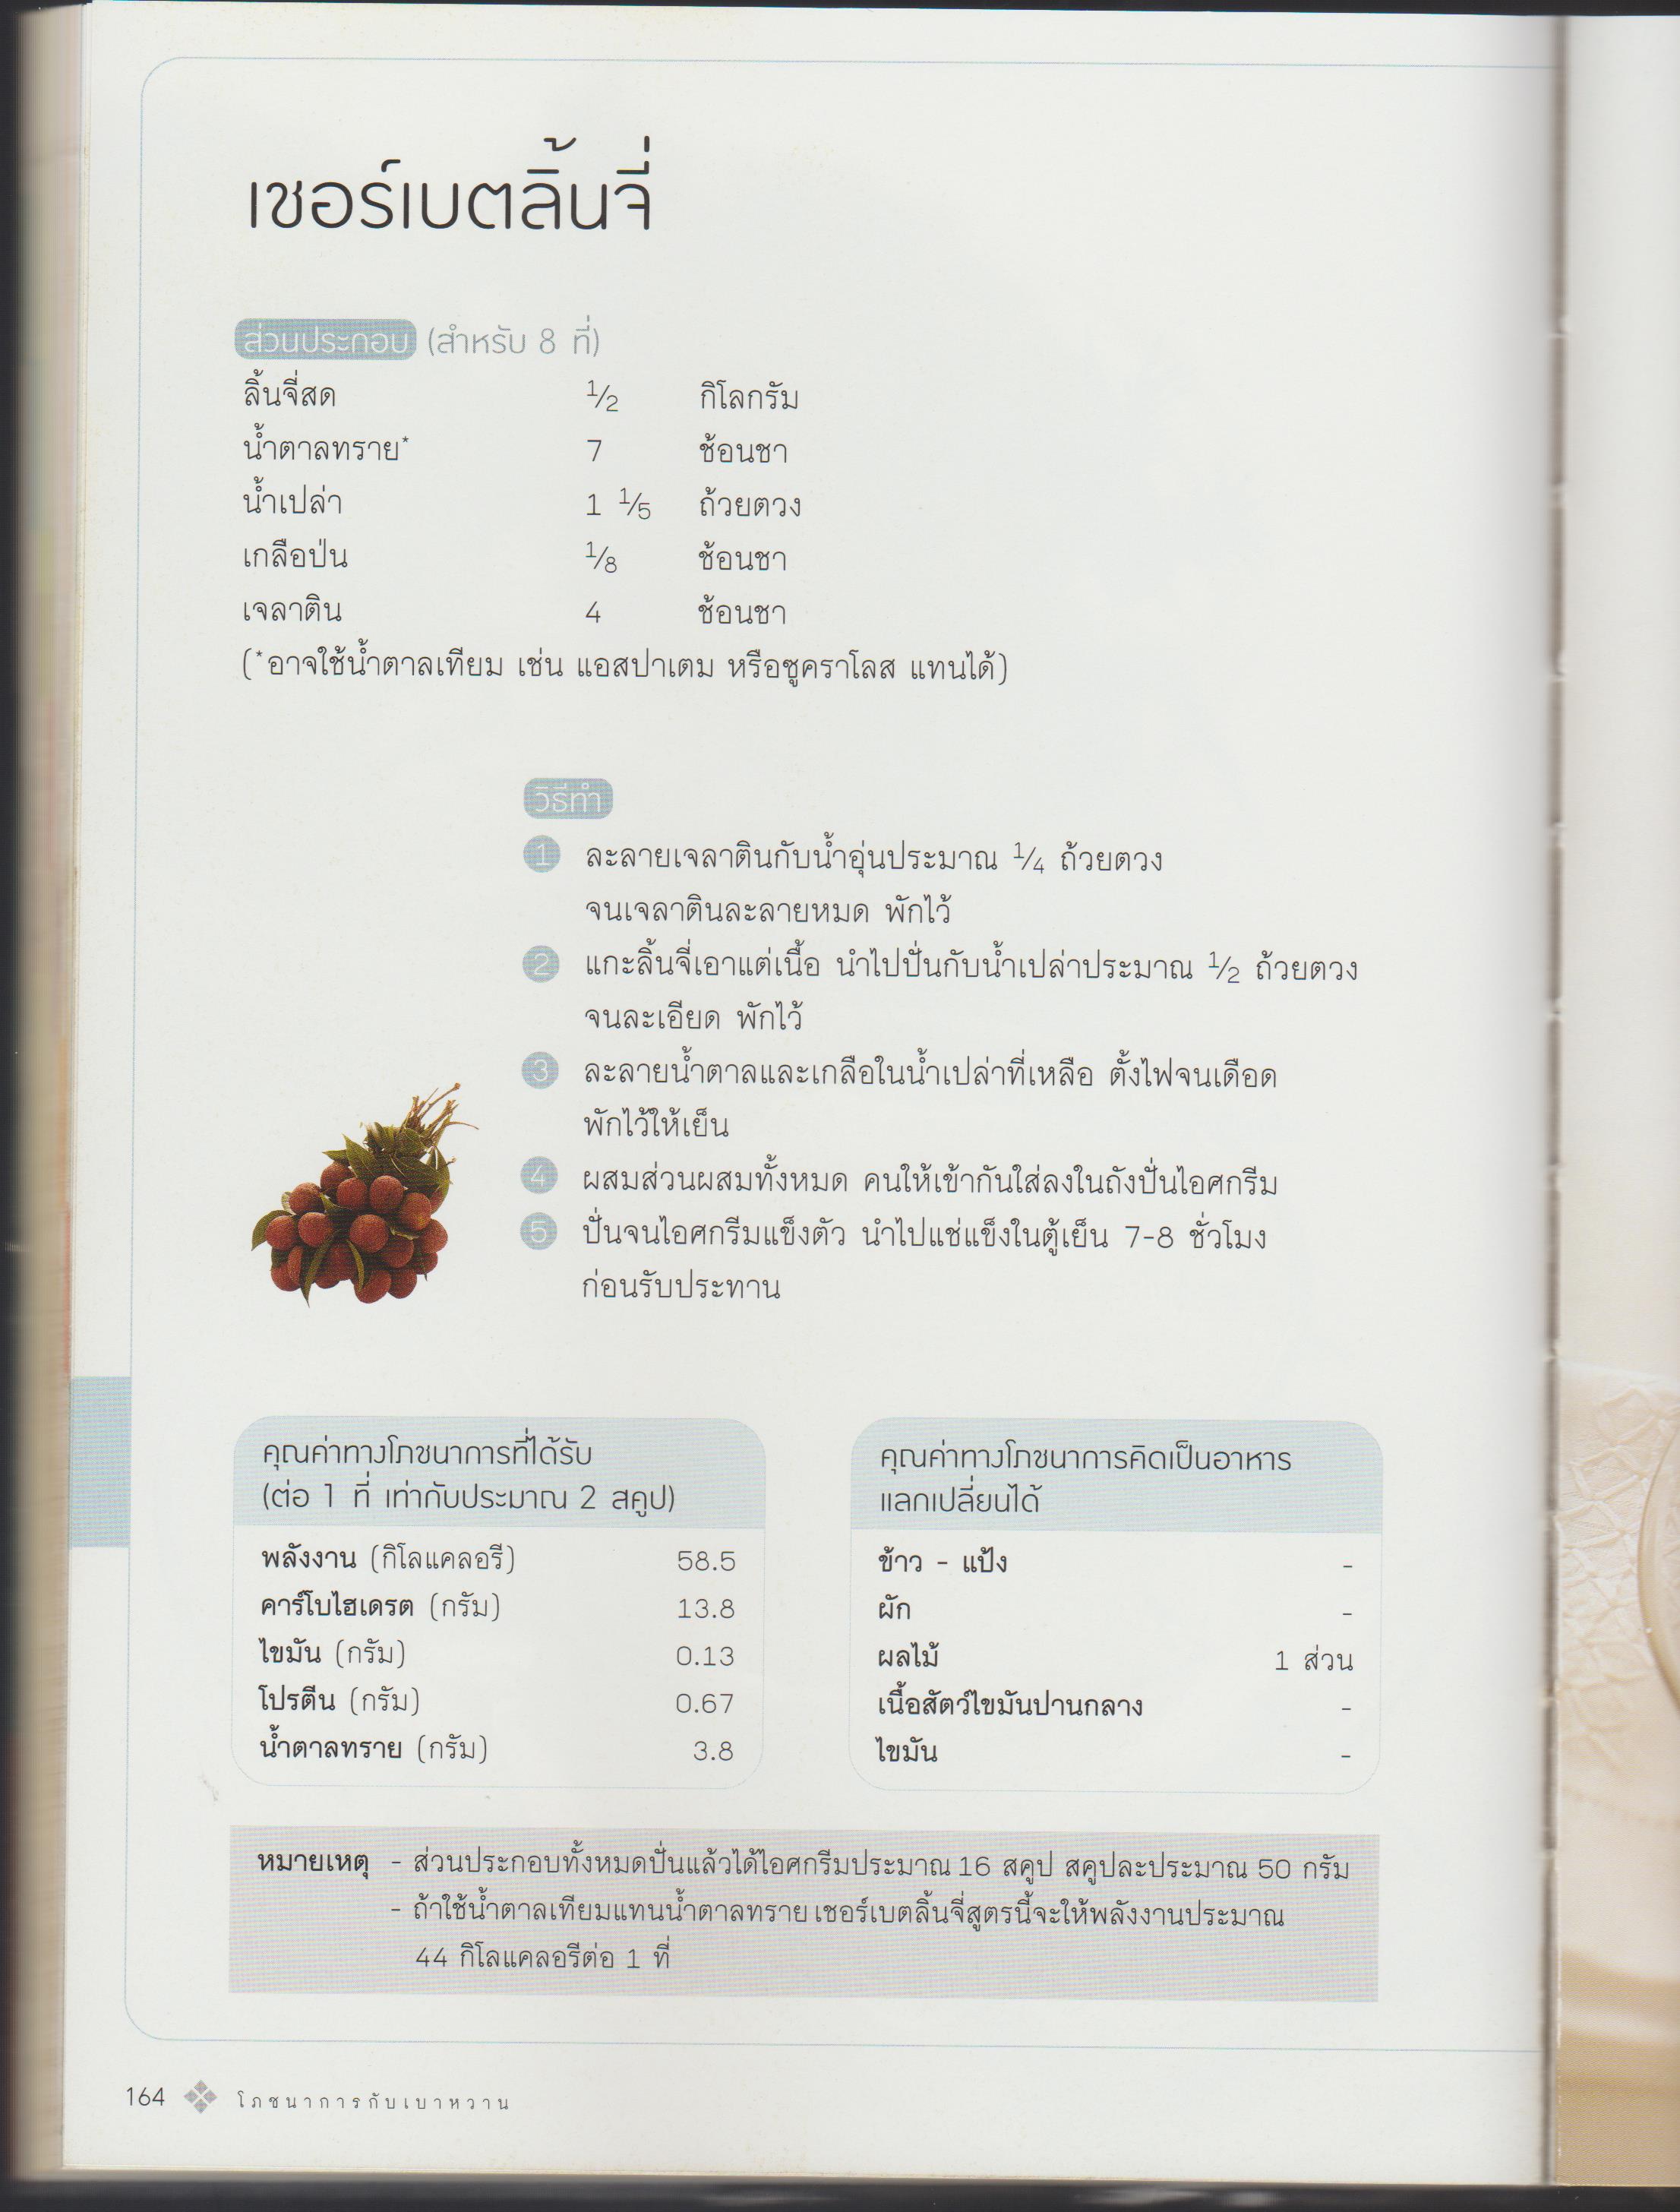 เชอร์เบตลิ้นจี่
ส่วนประกอบ (สำหรับ 8 ที่)
ลิ้นจี่สด 1/2 กิโลกรัม
น้ำตาลทราย* 7 ช้อนชา
น้ำเปล่า 1 1/5 ถ้วยตวง
เกลือป่น 1/8 ช้อนชา
เจลาติน 4 ช้อนชา
(*อาจใช้น้ำตาลเทียม เช่น แอสปาเตม หรือซูคราโลส แทนได้)
วิธีทำ
1 ละลายเจลาตินกับน้ำอุ่นประมาณ 1/4 ถ้วยตวง
จนเจลาตินละลายหมด พักไว้
2 แกะลิ้นจี่เอาแต่เนื้อ นำไปปั่นกับน้ำเปล่าประมาณ 1/2 ถ้วยตวง
จนละเอียด พักไว้
3 ละลายน้ำตาลและเกลือในน้ำเปล่าที่เหลือ ตั้งไฟจนเดือด
พักไว้ให้เย็น
4 ผสมส่วนผสมทั้งหมด คนให้เข้ากันใส่ลงในถังปั่นไอศกรีม
5 ปั่นจนไอศกรีมแข็งตัว นำไปแช่แข็งในตู้เย็น 7-8 ชั่วโมง
ก่อนรับประทาน
คุณค่าทางโภชนาการที่ได้รับ
(ต่อ 1 ที่ เท่ากับประมาณ 2 สคูป)
พลังงาน (กิโลแคลอรี) 58.5
คาร์โบไฮเดรต (กรัม) 13.8
ไขมัน (กรัม) 0.13
โปรตีน (กรัม) 0.67
น้ำตาลทราย (กรัม) 3.8
คุณค่าทางโภชนาการคิดเป็นอาหาร
แลกเปลี่ยนได้
ข้าว - แป้ง -
ผัก -
ผลไม้ 1 ส่วน
เนื้อสัตว์ไขมันปานกลาง -
ไขมัน -
หมายเหตุ - ส่วนประกอบทั้งหมดปั่นแล้วได้ไอศกรีมประมาณ 16 สคูป สคูปละประมาณ 50 กรัม
- ถ้าใช้น้ำตาลเทียมแทนน้ำตาลทราย เชอร์เบตลิ้นจี่สูตรนี้จะให้พลังงานประมาณ
44 กิโลแคลอรีต่อ 1 ที่
164 โภชนาการกับเบาหวาน